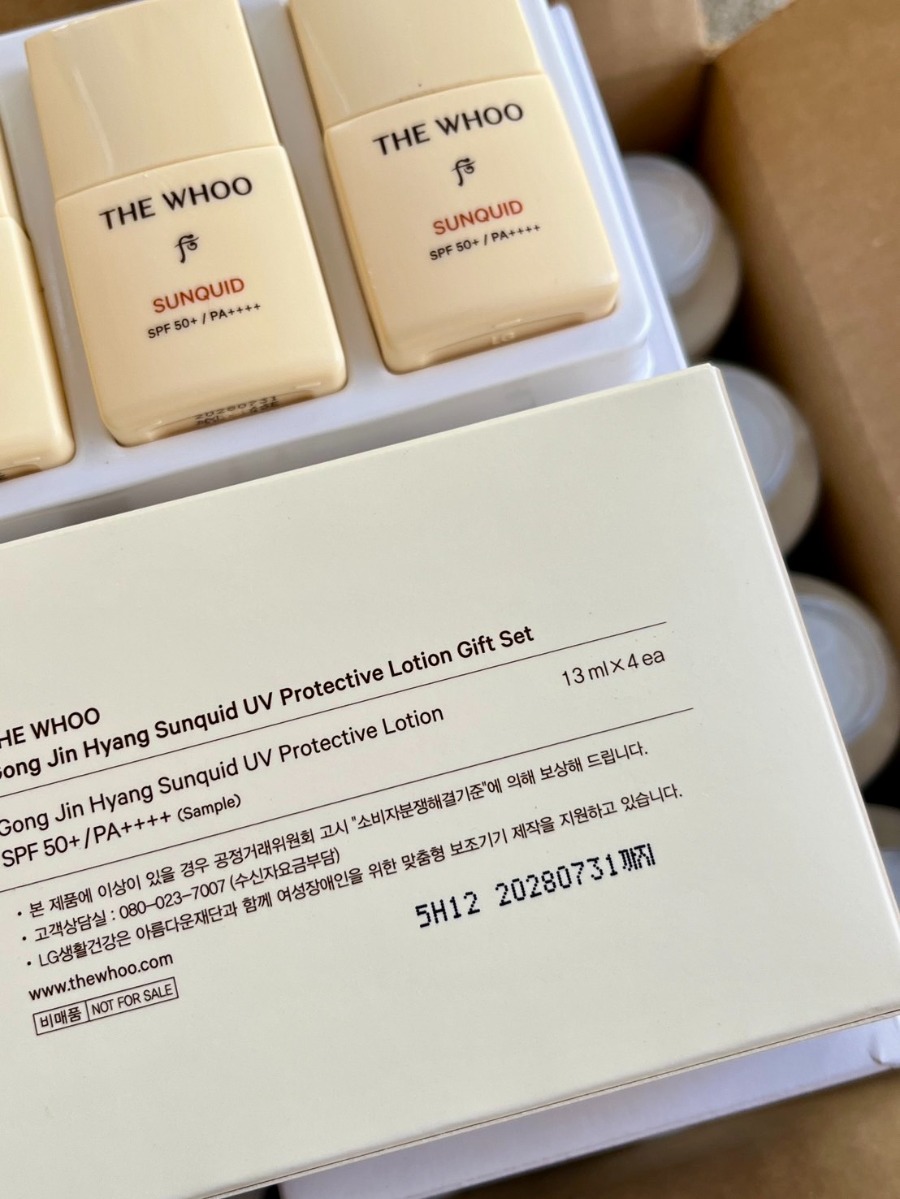 THE WHOO
SUNQUID
SPF 50+ / PA++++
20280731
THE WHOO
SUNQUID
SPF 50+ / PA++++
HE WHOO
ong Jin Hyang Sunquid UV Protective Lotion Gift Set
Gong Jin Hyang Sunquid UV Protective Lotion 13 ml×4 ea
SPF 50+/PA++++ (Sample)
• 본 제품에 이상이 있을 경우 공정거래위원회 고시 "소비자분쟁해결기준"에 의해 보상해 드립니다.
• 고객상담실 : 080-023-7007 (수신자요금부담)
• LG생활건강은 아름다운재단과 함께 여성장애인을 위한 맞춤형 보조기기 제작을 지원하고 있습니다.
www.thewhoo.com
비매품 NOT FOR SALE
5H12 20280731까지